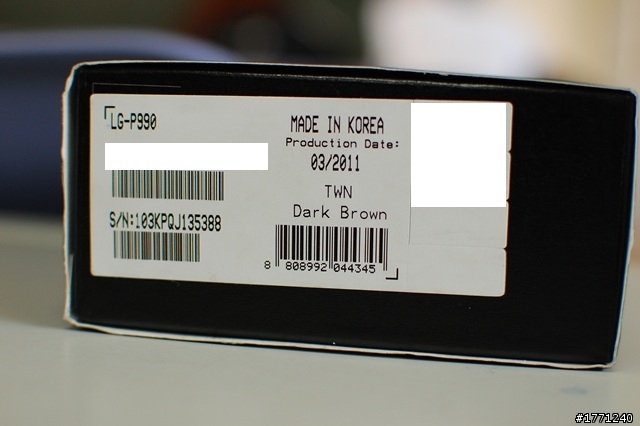 LG-P990
S/N:103KPQJ135388
MADE IN KOREA
Production Date:
03/2011
TWN
Dark Brown
8 808992 044345
#1771240